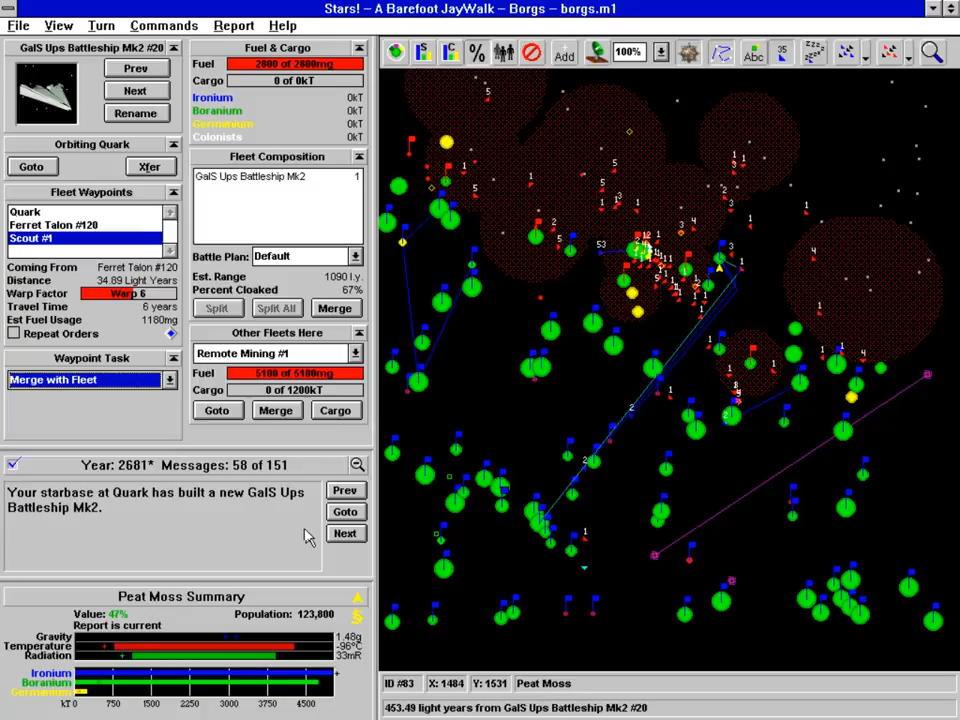 Stars! – A Barefoot JayWalk – Borgs – borgs.m1
File View Turn Commands Report Help
GalS Ups Battleship Mk2 #20
Prev
Next
Rename
Orbiting Quark
Goto Xfer
Fleet Waypoints
Quark
Ferret Talon #120
Scout #1
Coming From Ferret Talon #120
Distance 34.89 Light Years
Warp Factor Warp 6
Travel Time 6 years
Est Fuel Usage 1180mg
Repeat Orders
Waypoint Task
Merge with Fleet
Fuel & Cargo
Fuel 2800 of 2800mg
Cargo 0 of 0kT
Ironium 0kT
Boranium 0kT
Germanium 0kT
Colonists 0kT
Fleet Composition
GalS Ups Battleship Mk2 1
Battle Plan: Default
Est. Range 1090 l.y.
Percent Cloaked 67%
Split Split All Merge
Other Fleets Here
Remote Mining #1
Fuel 5100 of 5100mg
Cargo 0 of 1200kT
Goto Merge Cargo
Year: 2681* Messages: 58 of 151
Your starbase at Quark has built a new GalS Ups
Battleship Mk2.
Prev
Goto
Next
Peat Moss Summary
Value: 47% Population: 123,800
Report is current
Gravity 1.48g
Temperature -96°C
Radiation 33mR
Ironium
Boranium
Germanium
kT 0 750 1500 2250 3000 3750 4500
S C % Add 100% Abc 35 zzz
ID #83 X: 1484 Y: 1531 Peat Moss
453.49 light years from GalS Ups Battleship Mk2 #20